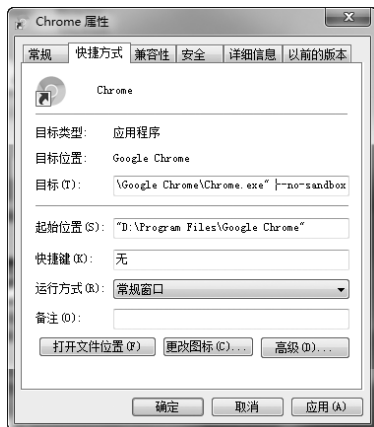 Chrome 属性
常规 快捷方式 兼容性 安全 详细信息 以前的版本
Chrome
目标类型: 应用程序
目标位置: Google Chrome
目标(T): \Google Chrome\Chrome.exe" --no-sandbox
起始位置(S): "D:\Program Files\Google Chrome"
快捷键(K): 无
运行方式(R): 常规窗口
备注(O):
打开文件位置(F) 更改图标(C)... 高级(D)...
确定 取消 应用(A)